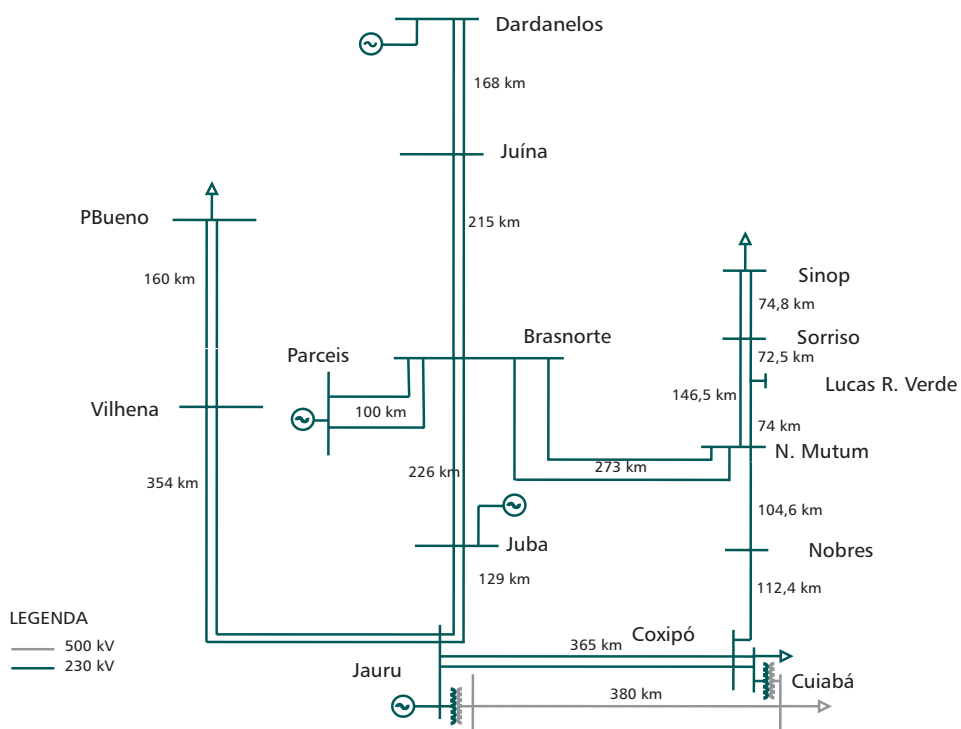 Dardanelos
168 km
Juína
PBueno
215 km
160 km
Sinop
74,8 km
Brasnorte
Sorriso
Parceis
72,5 km
Lucas R. Verde
146,5 km
Vilhena
100 km
74 km
N. Mutum
273 km
226 km
354 km
104,6 km
Juba
Nobres
129 km
112,4 km
LEGENDA
500 kV
230 kV
Coxipó
365 km
Jauru
Cuiabá
380 km